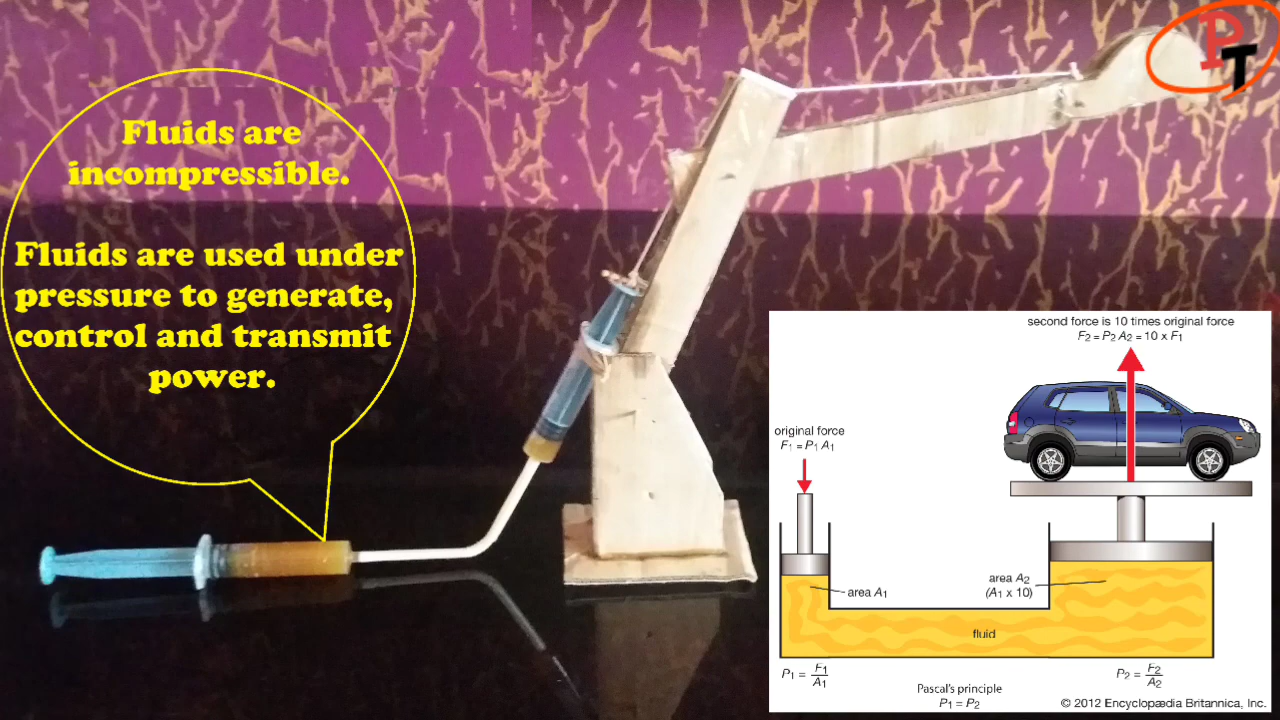 Fluids are
incompressible.
Fluids are used under
pressure to generate,
control and transmit
power.
PT
second force is 10 times original force
F2 = P2 A2 = 10 x F1
original force
F1 = P1 A1
area A1
area A2
(A1 x 10)
fluid
P1 = F1
A1
P2 = F2
A2
Pascal's principle
P1 = P2
© 2012 Encyclopædia Britannica, Inc.